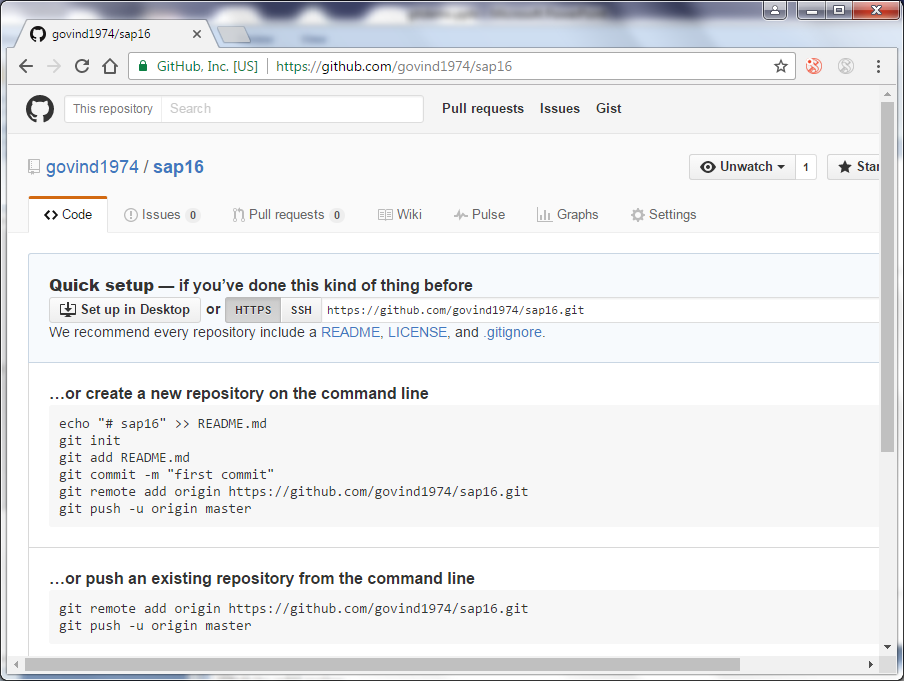 govind1974/sap16
GitHub, Inc. [US] https://github.com/govind1974/sap16
This repository Search Pull requests Issues Gist
govind1974 / sap16 Unwatch 1 Star
Code Issues 0 Pull requests 0 Wiki Pulse Graphs Settings
Quick setup — if you've done this kind of thing before
Set up in Desktop or HTTPS SSH https://github.com/govind1974/sap16.git
We recommend every repository include a README, LICENSE, and .gitignore.
…or create a new repository on the command line
echo "# sap16" >> README.md
git init
git add README.md
git commit -m "first commit"
git remote add origin https://github.com/govind1974/sap16.git
git push -u origin master
…or push an existing repository from the command line
git remote add origin https://github.com/govind1974/sap16.git
git push -u origin master